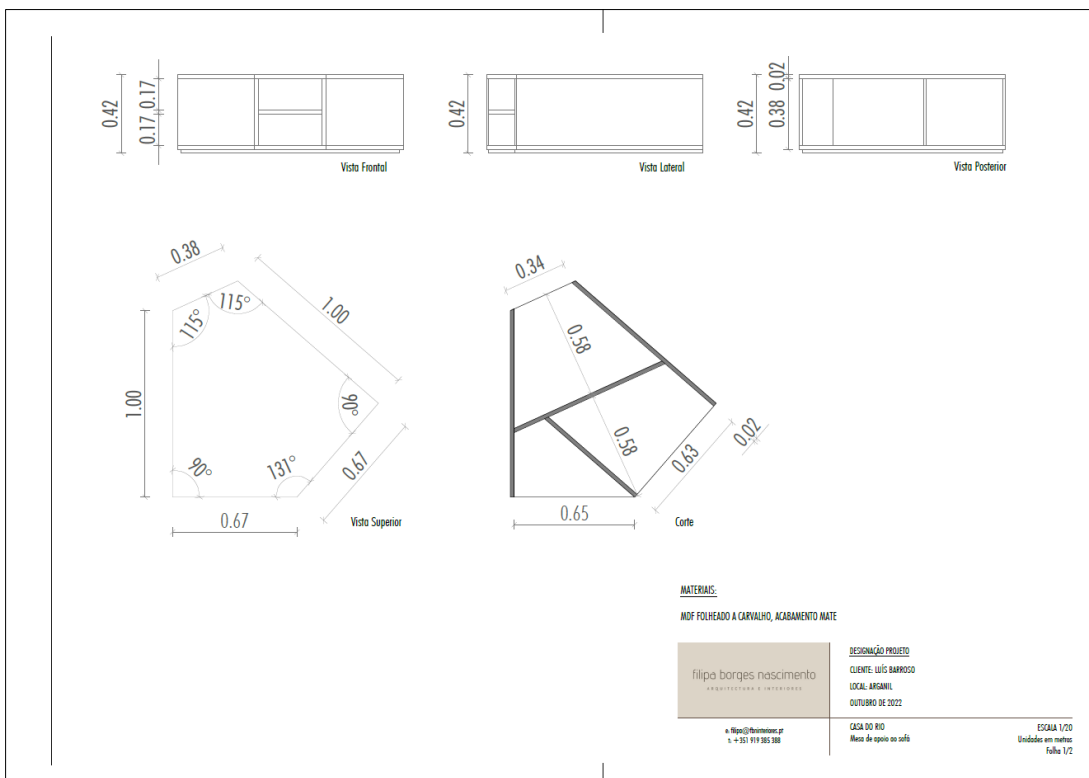 0.42
0.17
0.17
Vista Frontal
0.42
Vista Lateral
0.42
0.38
0.02
Vista Posterior
0.38
115°
115°
1.00
1.00
90°
90°
131°
0.67
0.67
Vista Superior
0.34
0.58
0.58
0.02
0.63
0.65
Corte
MATERIAIS:
MDF FOLHEADO A CARVALHO, ACABAMENTO MATE
filipa borges nascimento
ARQUITECTURA E INTERIORES
DESIGNAÇÃO PROJETO
CLIENTE: LUÍS BARROSO
LOCAL: ARGANIL
OUTUBRO DE 2022
e. filipa@fbninteriores.pt
t. +351 919 385 388
CASA DO RIO
Mesa de apoio ao sofá
ESCALA 1/20
Unidades em metros
Folha 1/2